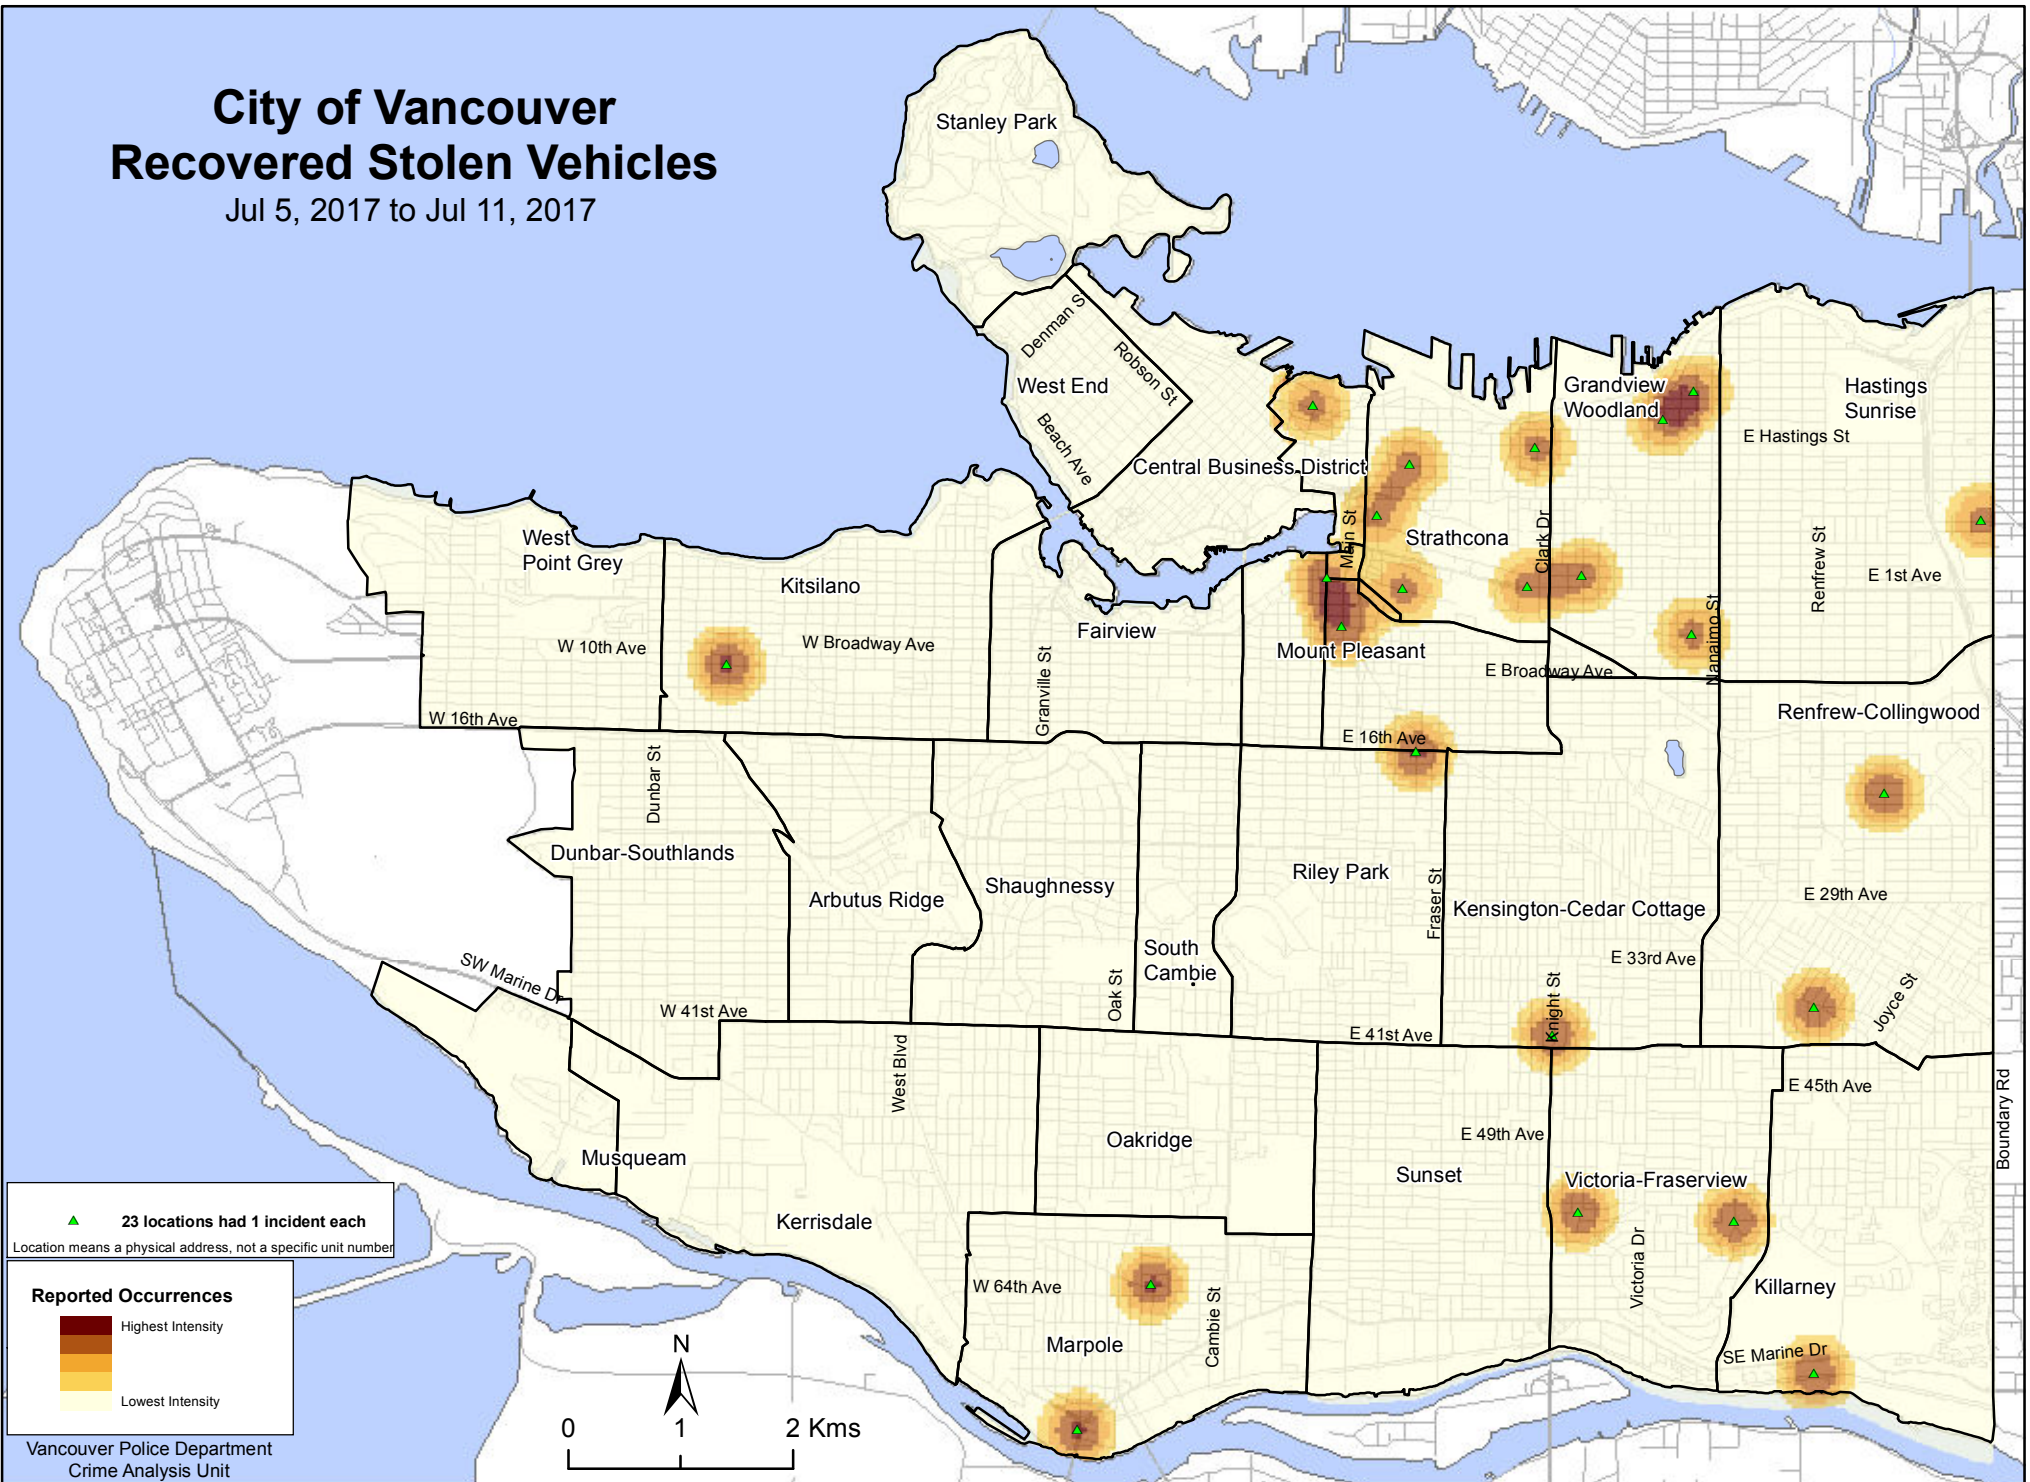 City of Vancouver
Recovered Stolen Vehicles
Jul 5, 2017 to Jul 11, 2017
Stanley Park
Denman S
Robson St
West End
Beach Ave
Central Business District
Grandview
Woodland
Hastings
Sunrise
E Hastings St
West
Point Grey
Kitsilano
Main St
Strathcona
Clark Dr
Renfrew St
E 1st Ave
Nanaimo St
Fairview
W 10th Ave
W Broadway Ave
Granville St
Mount Pleasant
E Broadway Ave
W 16th Ave
E 16th Ave
Renfrew-Collingwood
Dunbar St
Dunbar-Southlands
Arbutus Ridge
Shaughnessy
Riley Park
Fraser St
Kensington-Cedar Cottage
E 29th Ave
South
Cambie
E 33rd Ave
SW Marine Dr
Oak St
W 41st Ave
E 41st Ave
Knight St
Joyce St
West Blvd
E 45th Ave
Boundary Rd
Musqueam
Oakridge
E 49th Ave
Sunset
Victoria-Fraserview
Kerrisdale
Victoria Dr
W 64th Ave
Cambie St
Killarney
Marpole
SE Marine Dr
23 locations had 1 incident each
Location means a physical address, not a specific unit number
Reported Occurrences
Highest Intensity
Lowest Intensity
N
0 1 2 Kms
Vancouver Police Department
Crime Analysis Unit